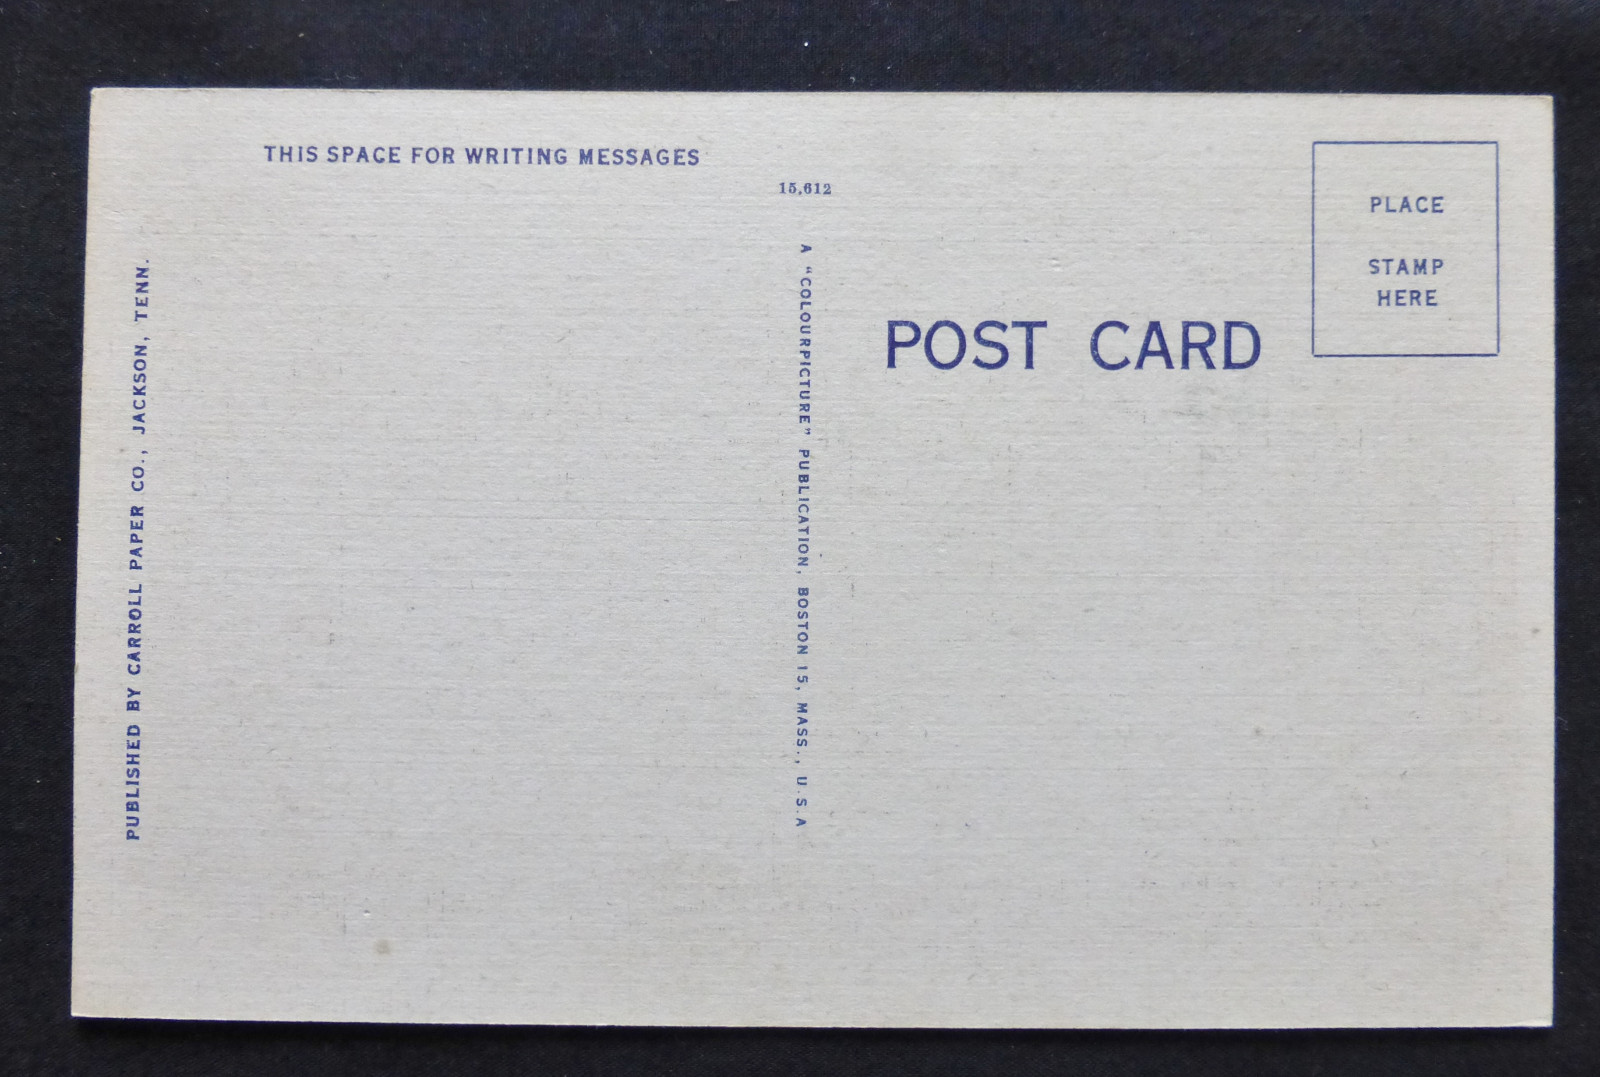 THIS SPACE FOR WRITING MESSAGES
15,612
PLACE
STAMP
HERE
POST CARD
PUBLISHED BY CARROLL PAPER CO., JACKSON, TENN.
A "COLOURPICTURE" PUBLICATION, BOSTON 15, MASS., U.S.A